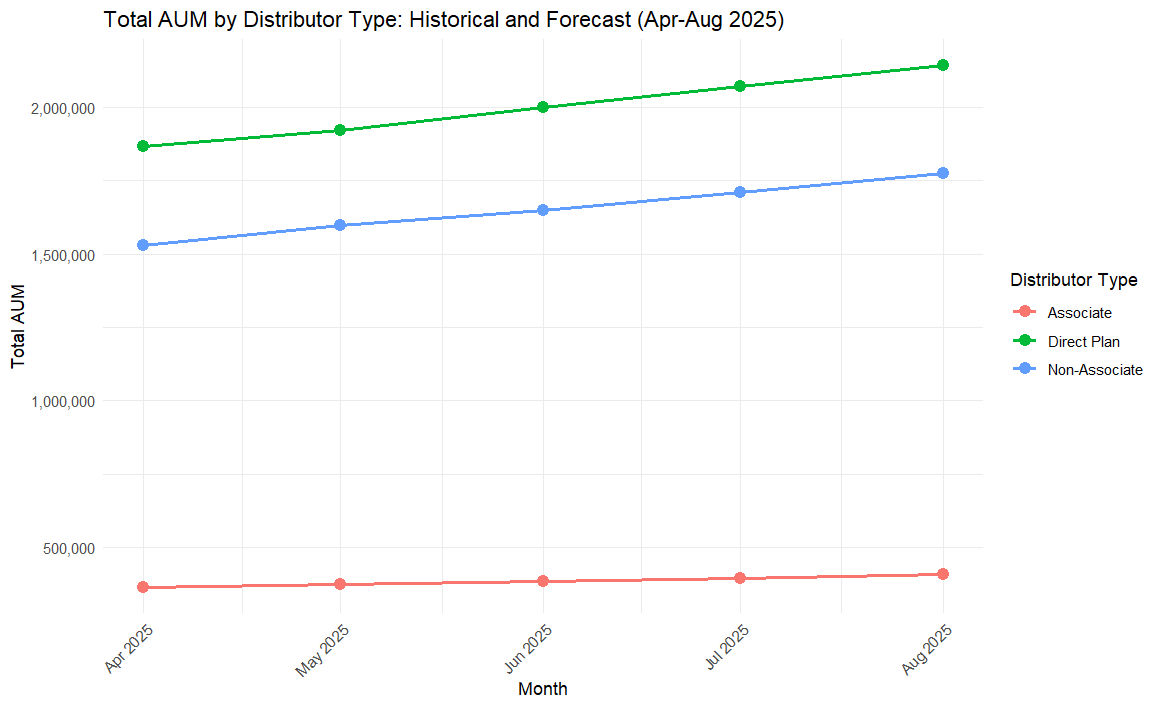 Total AUM by Distributor Type: Historical and Forecast (Apr-Aug 2025)
Total AUM
2,000,000
1,500,000
1,000,000
500,000
Apr 2025
May 2025
Jun 2025
Jul 2025
Aug 2025
Month
Distributor Type
Associate
Direct Plan
Non-Associate